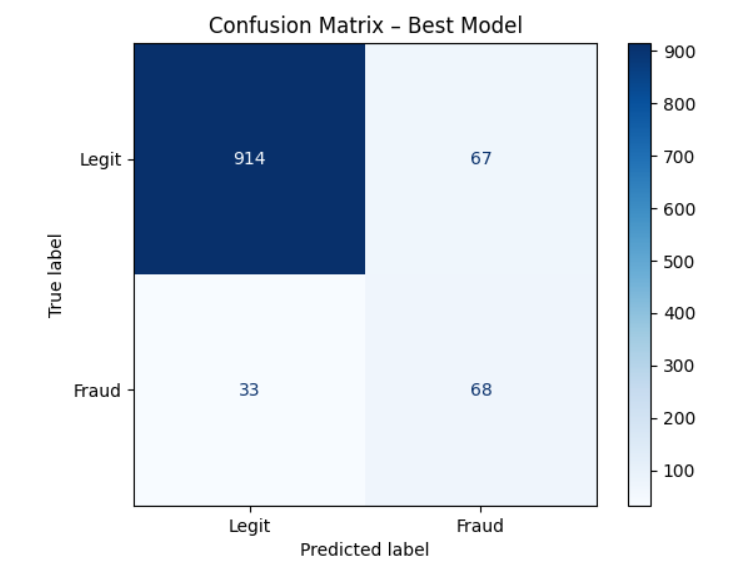 Confusion Matrix – Best Model
Legit
Fraud
True label
914
67
33
68
Legit
Fraud
Predicted label
900
800
700
600
500
400
300
200
100